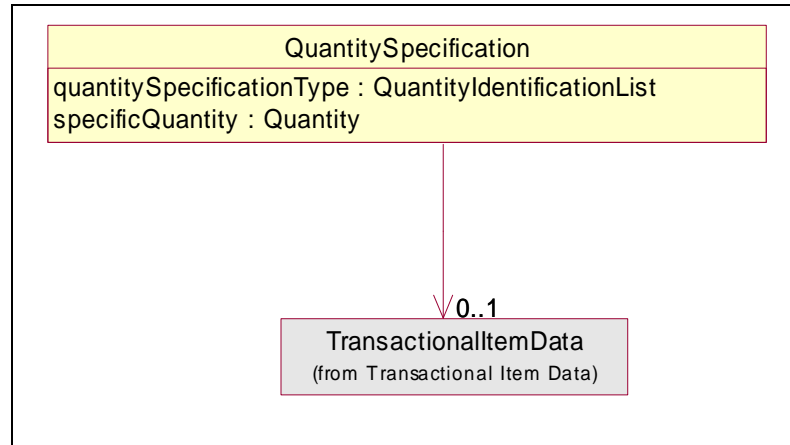 QuantitySpecification
quantitySpecificationType : QuantityIdentificationList
specificQuantity : Quantity
0..1
TransactionalItemData
(from Transactional Item Data)